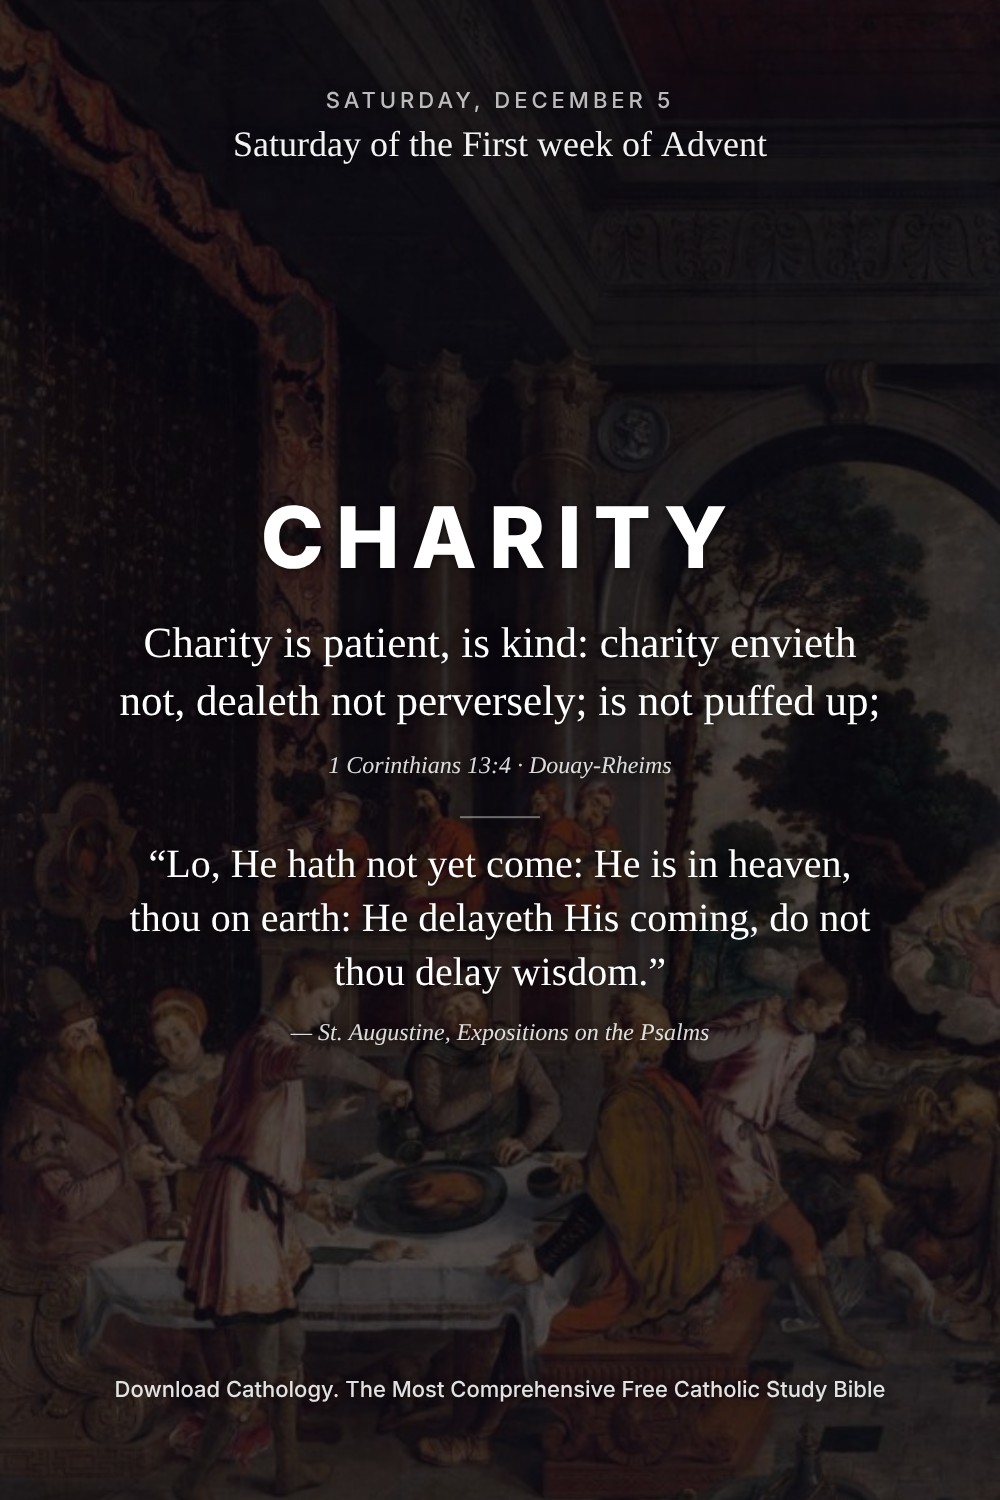 SATURDAY, DECEMBER 5
Saturday of the First week of Advent
CHARITY
Charity is patient, is kind: charity envieth
not, dealeth not perversely; is not puffed up;
1 Corinthians 13:4 · Douay-Rheims
“Lo, He hath not yet come: He is in heaven,
thou on earth: He delayeth His coming, do not
thou delay wisdom.”
— St. Augustine, Expositions on the Psalms
Download Cathology. The Most Comprehensive Free Catholic Study Bible